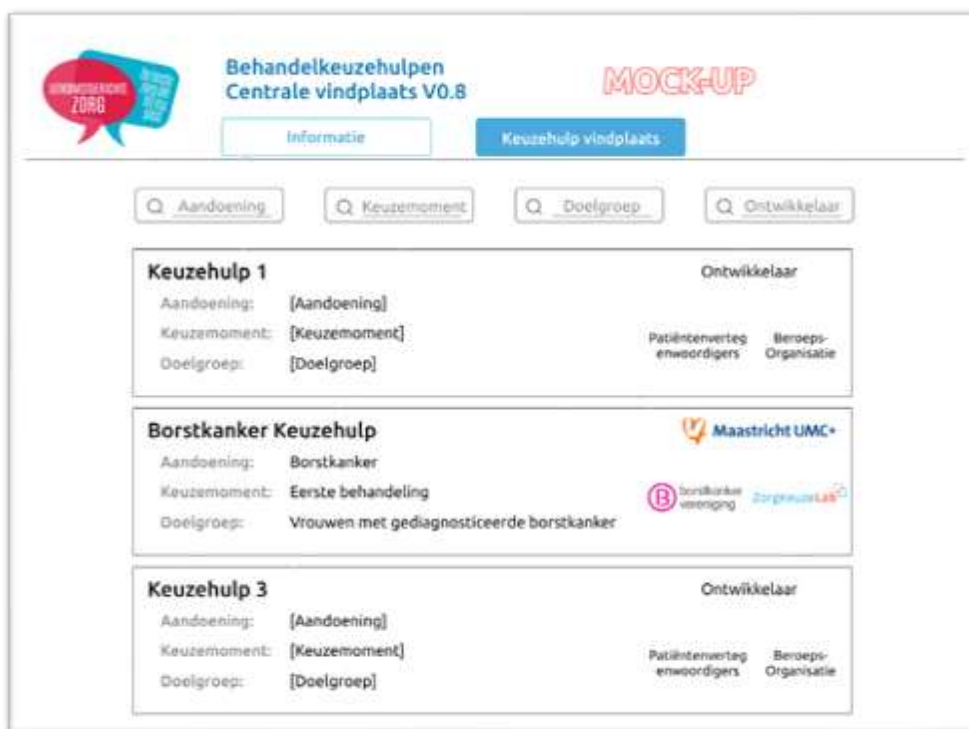 Behandelkeuzehulpen
Centrale vindplaats V0.8
MOCK-UP
ZORG
Informatie
Keuzehulp vindplaats
Aandoening
Keuzemoment
Doelgroep
Ontwikkelaar
Keuzehulp 1
Ontwikkelaar
Aandoening: [Aandoening]
Keuzemoment: [Keuzemoment]
Doelgroep: [Doelgroep]
Patiëntenverteg
enwoordigers
Beroeps-
Organisatie
Borstkanker Keuzehulp
Maastricht UMC+
Aandoening: Borstkanker
Keuzemoment: Eerste behandeling
Doelgroep: Vrouwen met gediagnosticeerde borstkanker
B borstkanker
vereniging
ZorgKeuzeLab
Keuzehulp 3
Ontwikkelaar
Aandoening: [Aandoening]
Keuzemoment: [Keuzemoment]
Doelgroep: [Doelgroep]
Patiëntenverteg
enwoordigers
Beroeps-
Organisatie